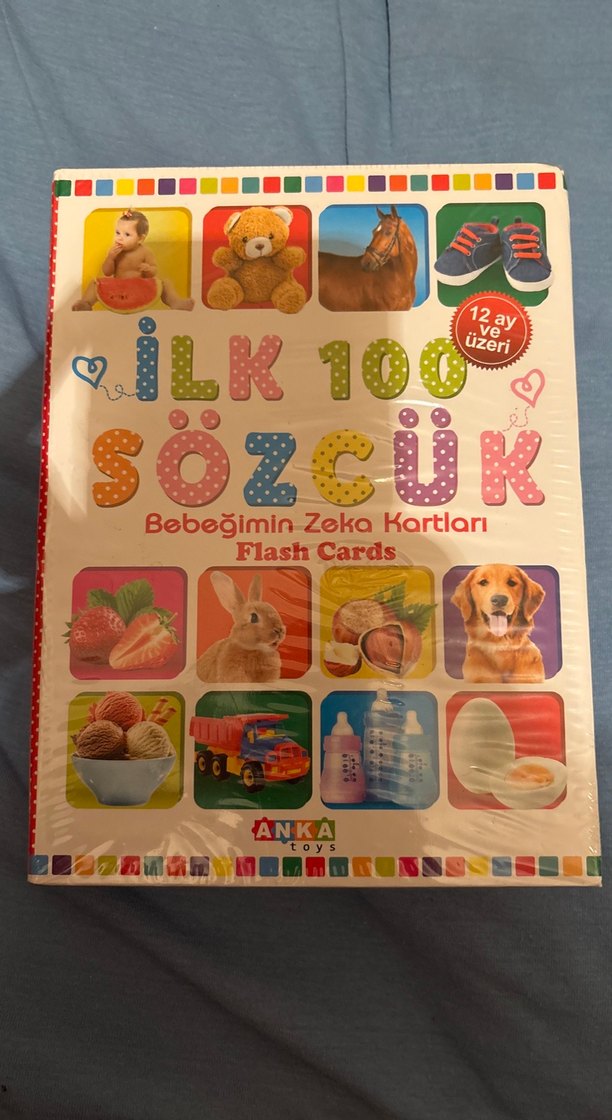 12 ay
ve
üzeri
İLK 100
SÖZCÜK
Bebeğimin Zeka Kartları
Flash Cards
ANKA
toys